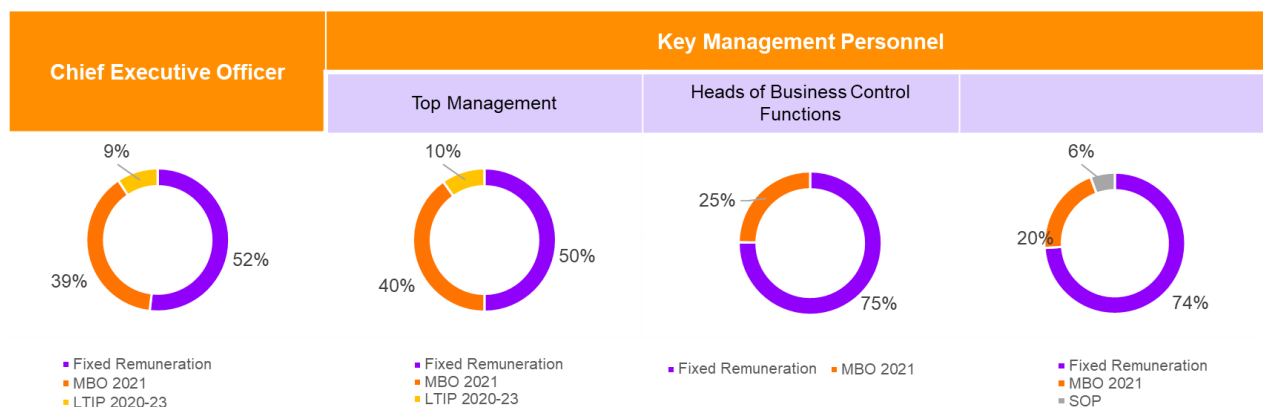 Chief Executive Officer
Key Management Personnel
Top Management
Heads of Business Control
Functions
9%
52%
39%
Fixed Remuneration
MBO 2021
LTIP 2020-23
10%
50%
40%
Fixed Remuneration
MBO 2021
LTIP 2020-23
25%
75%
Fixed Remuneration MBO 2021
6%
20%
74%
Fixed Remuneration
MBO 2021
SOP